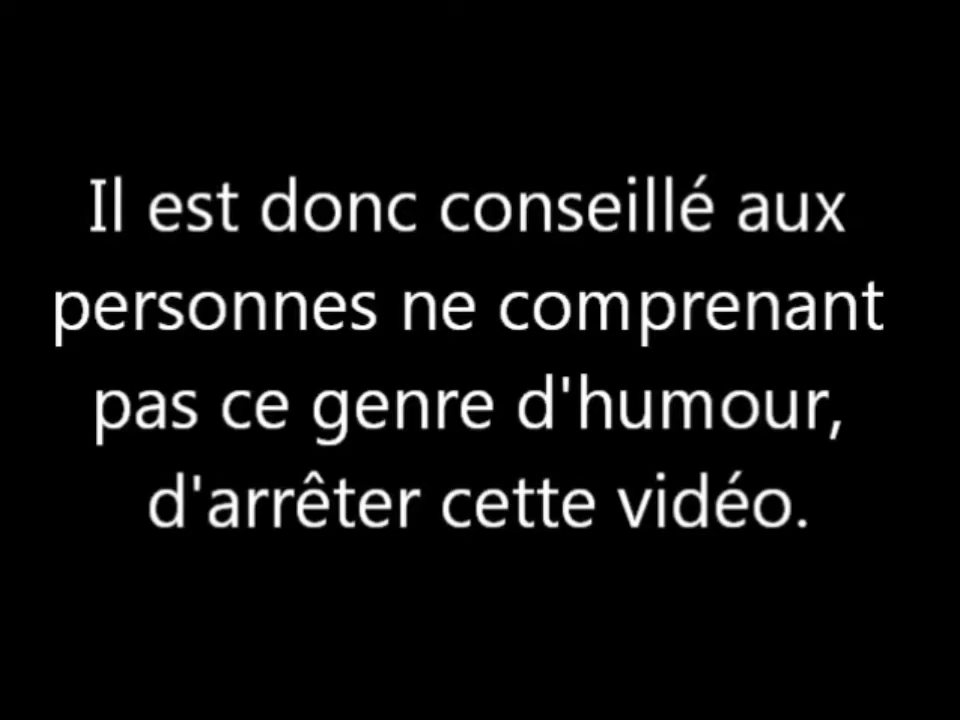 Il est donc conseillé aux
personnes ne comprenant
pas ce genre d'humour,
d'arrêter cette vidéo.